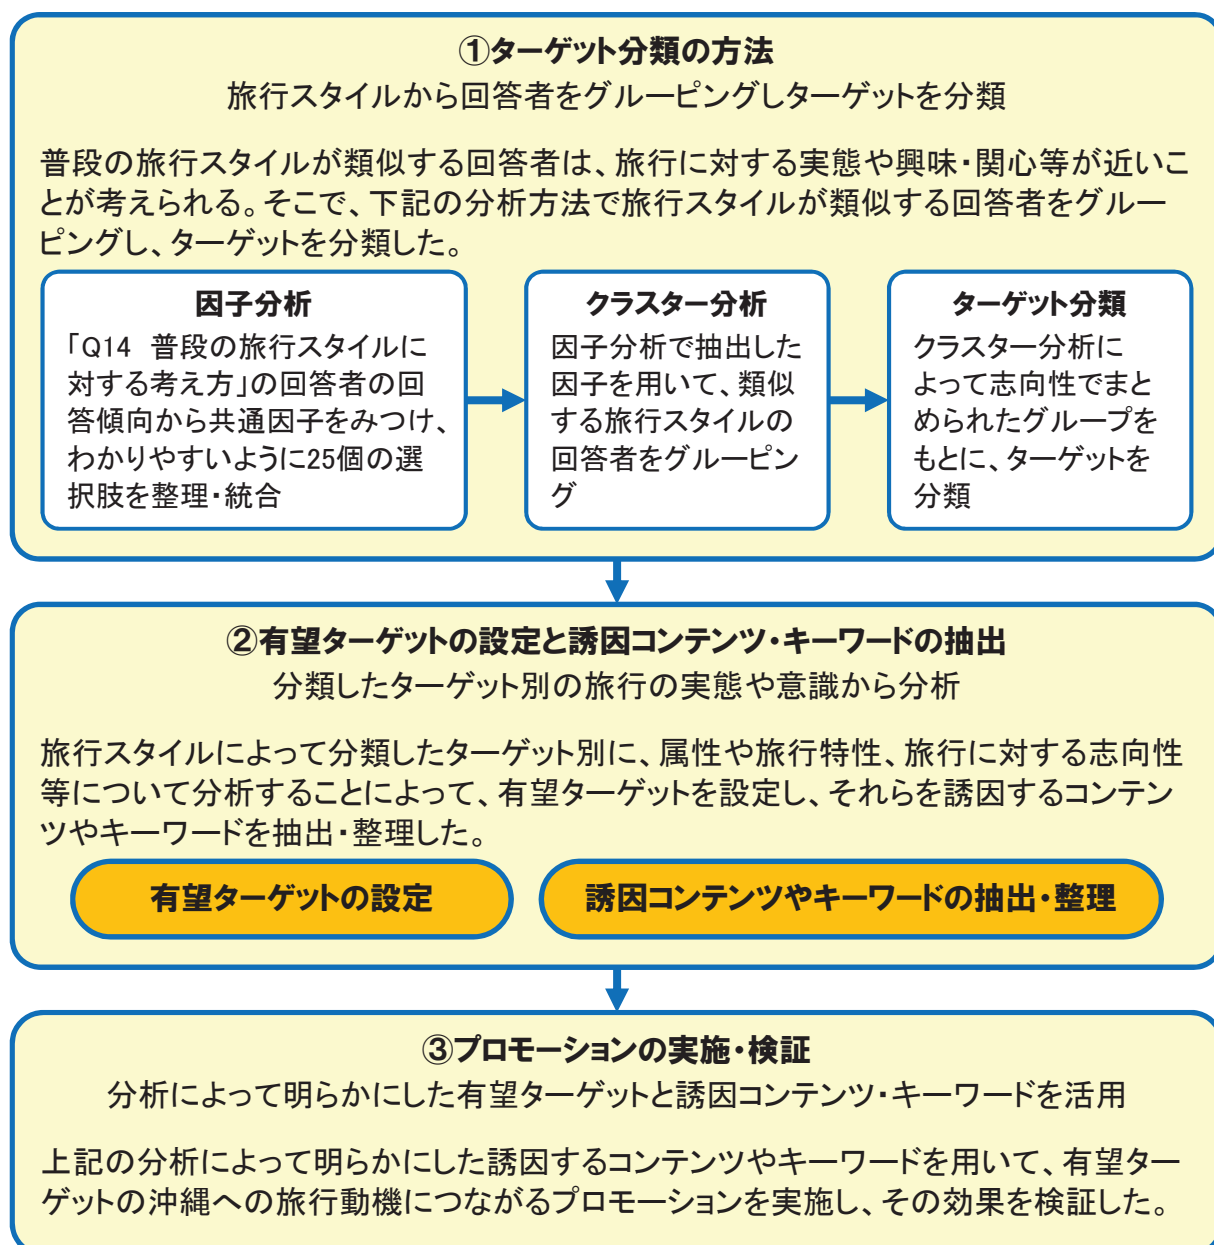 ①ターゲット分類の方法
旅行スタイルから回答者をグルーピングしターゲットを分類
普段の旅行スタイルが類似する回答者は、旅行に対する実態や興味・関心等が近いこ
とが考えられる。そこで、下記の分析方法で旅行スタイルが類似する回答者をグルー
ピングし、ターゲットを分類した。
因子分析
「Q14 普段の旅行スタイルに
対する考え方」の回答者の回
答傾向から共通因子をみつけ、
わかりやすいように25個の選
択肢を整理・統合
クラスター分析
因子分析で抽出した
因子を用いて、類似
する旅行スタイルの
回答者をグルーピン
グ
ターゲット分類
クラスター分析に
よって志向性でまと
められたグループを
もとに、ターゲットを
分類
②有望ターゲットの設定と誘因コンテンツ・キーワードの抽出
分類したターゲット別の旅行の実態や意識から分析
旅行スタイルによって分類したターゲット別に、属性や旅行特性、旅行に対する志向性
等について分析することによって、有望ターゲットを設定し、それらを誘因するコンテン
ツやキーワードを抽出・整理した。
有望ターゲットの設定
誘因コンテンツやキーワードの抽出・整理
③プロモーションの実施・検証
分析によって明らかにした有望ターゲットと誘因コンテンツ・キーワードを活用
上記の分析によって明らかにした誘因するコンテンツやキーワードを用いて、有望ター
ゲットの沖縄への旅行動機につながるプロモーションを実施し、その効果を検証した。